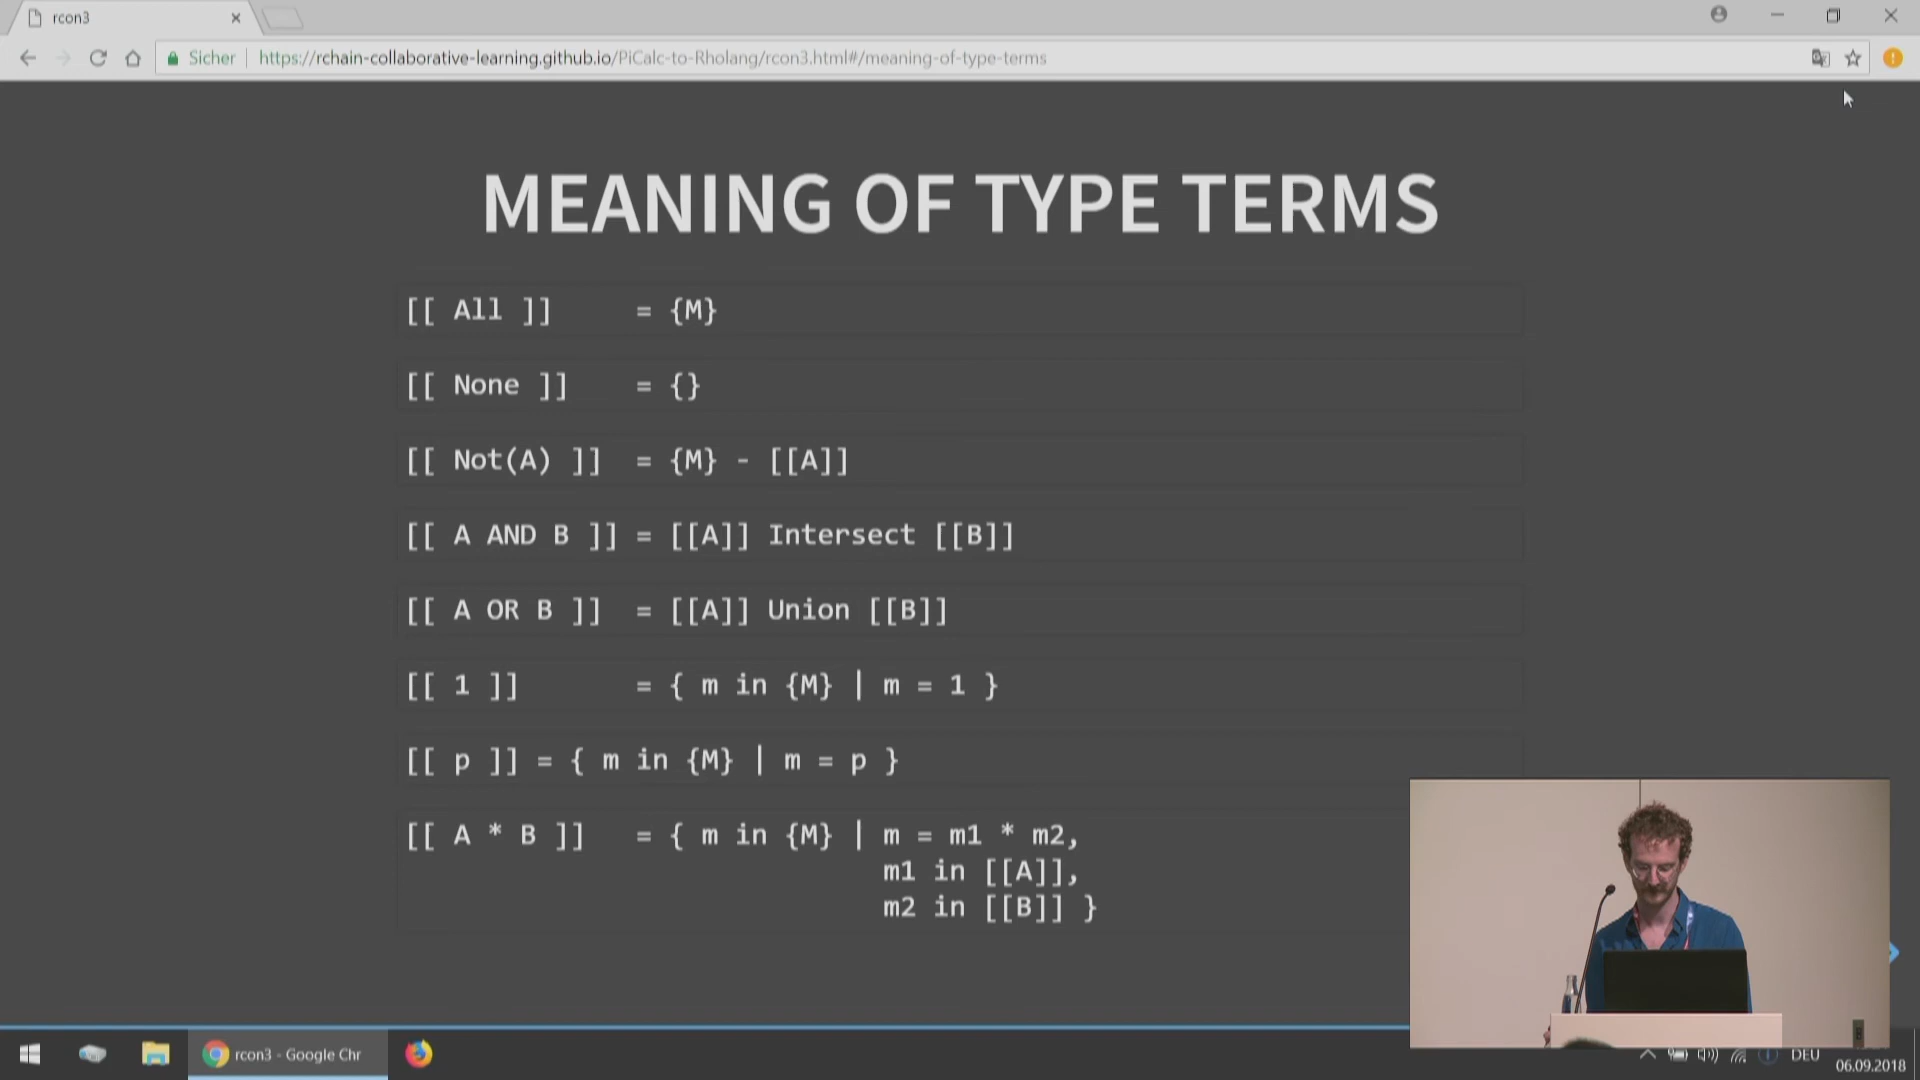 rcon3
Sicher
https://rchain-collaborative-learning.github.io/PiCalc-to-Rholang/rcon3.html#/meaning-of-type-terms
MEANING OF TYPE TERMS
[[ All ]] = {M}
[[ None ]] = {}
[[ Not(A) ]] = {M} - [[A]]
[[ A AND B ]] = [[A]] Intersect [[B]]
[[ A OR B ]] = [[A]] Union [[B]]
[[ 1 ]] = { m in {M} | m = 1 }
[[ p ]] = { m in {M} | m = p }
[[ A * B ]] = { m in {M} | m = m1 * m2,
m1 in [[A]],
m2 in [[B]] }
rcon3 - Google Chr
DEU
06.09.2018